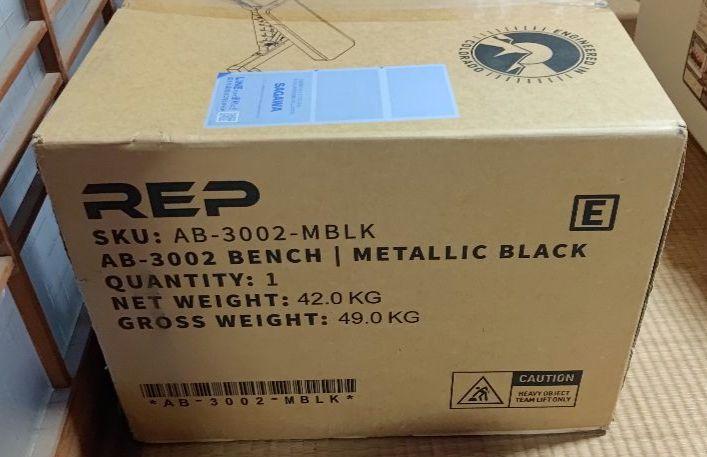 ENGINEERED IN
COLORADO
SAGAWA
REP
E
SKU: AB-3002-MBLK
AB-3002 BENCH | METALLIC BLACK
QUANTITY: 1
NET WEIGHT: 42.0 KG
GROSS WEIGHT: 49.0 KG
*AB-3002-MBLK*
CAUTION
HEAVY OBJECT
TEAM LIFT ONLY